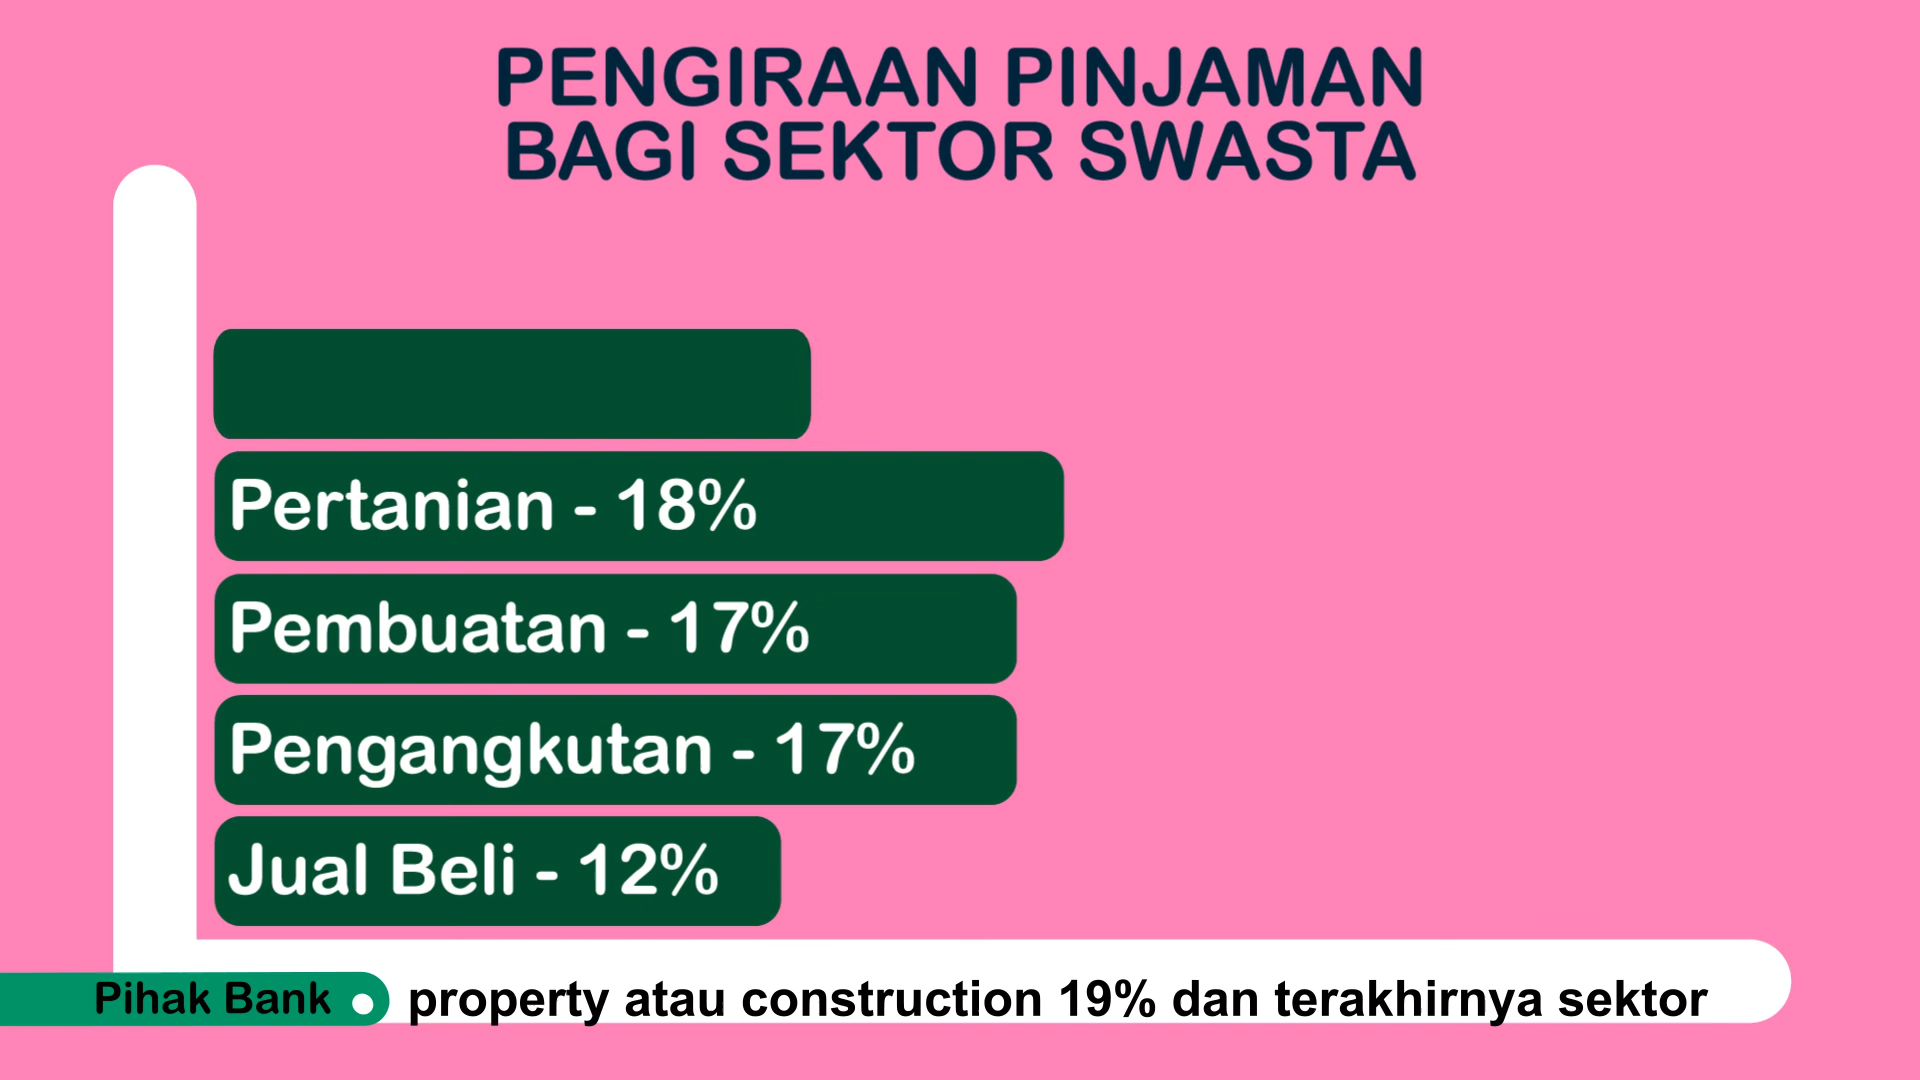 PENGIRAAN PINJAMAN
BAGI SEKTOR SWASTA
Pertanian - 18%
Pembuatan - 17%
Pengangkutan - 17%
Jual Beli - 12%
Pihak Bank
property atau construction 19% dan terakhirnya sektor